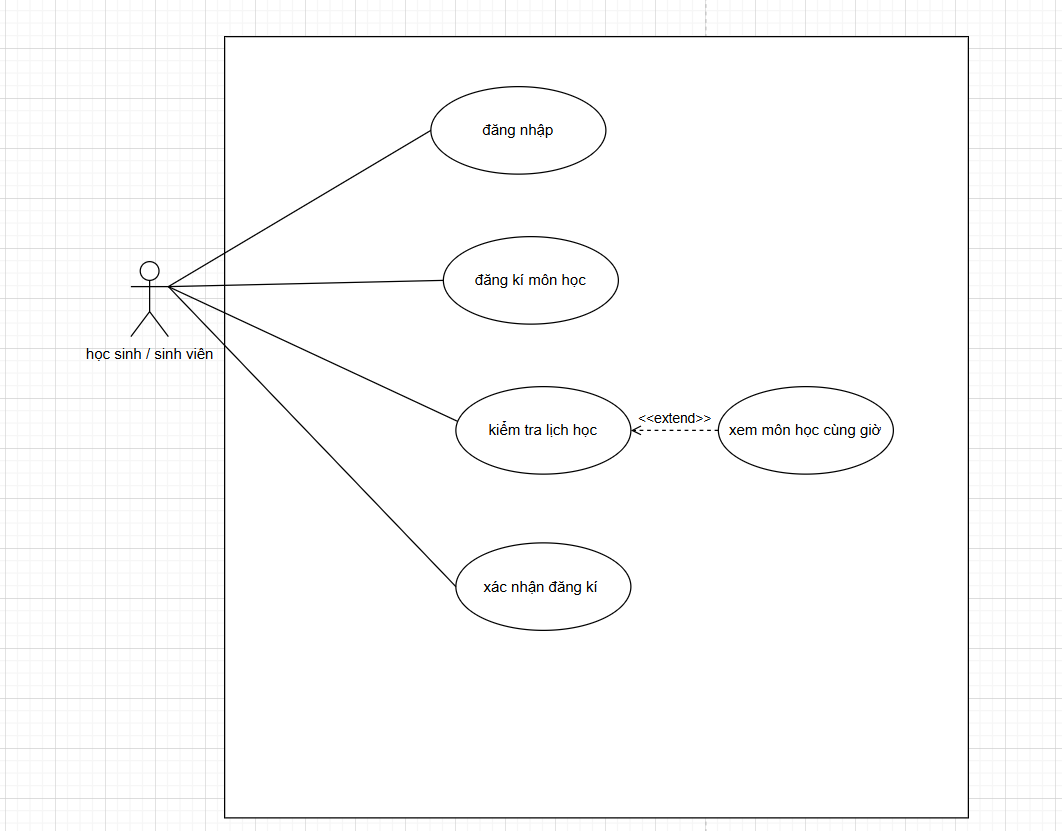 đăng nhập
đăng kí môn học
học sinh / sinh viên
kiểm tra lịch học
<<extend>>
xem môn học cùng giờ
xác nhận đăng kí